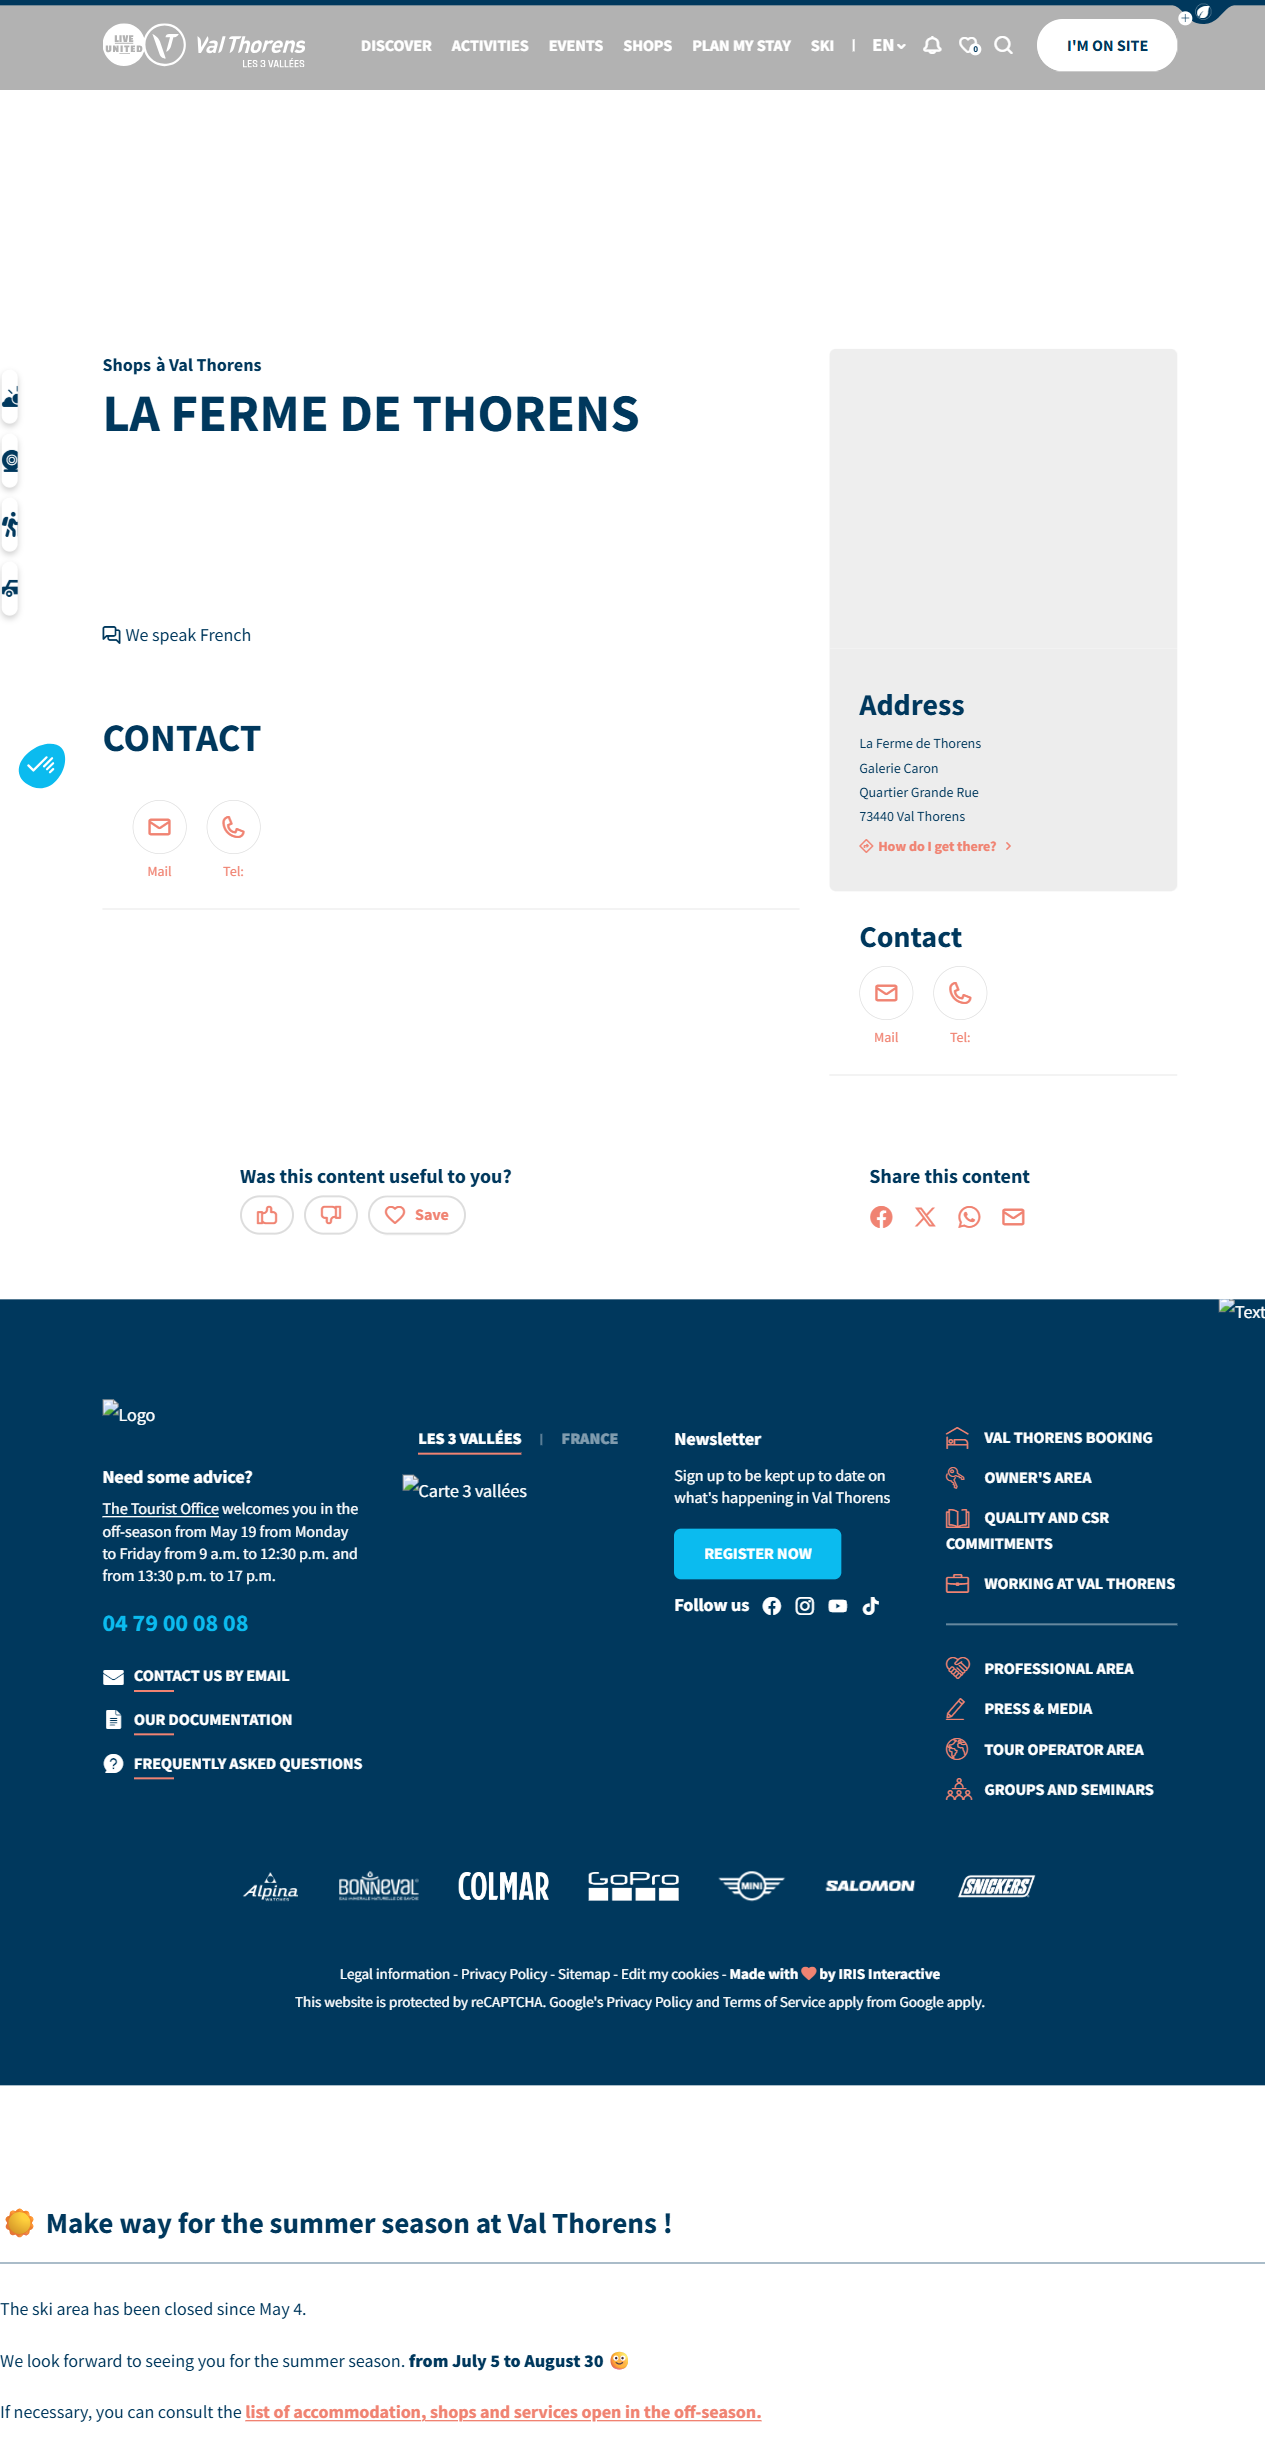 LIVE UNITED
Val Thorens
LES 3 VALLÉES
DISCOVER
ACTIVITIES
EVENTS
SHOPS
PLAN MY STAY
SKI
EN
0
I'M ON SITE
Shops à Val Thorens
LA FERME DE THORENS
We speak French
CONTACT
Mail
Tel:
Address
La Ferme de Thorens
Galerie Caron
Quartier Grande Rue
73440 Val Thorens
How do I get there?
Contact
Mail
Tel:
Was this content useful to you?
Save
Share this content
Text
Logo
Need some advice?
The Tourist Office welcomes you in the
off-season from May 19 from Monday
to Friday from 9 a.m. to 12:30 p.m. and
from 13:30 p.m. to 17 p.m.
04 79 00 08 08
CONTACT US BY EMAIL
OUR DOCUMENTATION
FREQUENTLY ASKED QUESTIONS
LES 3 VALLÉES
FRANCE
Carte 3 vallées
Newsletter
Sign up to be kept up to date on
what's happening in Val Thorens
REGISTER NOW
Follow us
VAL THORENS BOOKING
OWNER'S AREA
QUALITY AND CSR
COMMITMENTS
WORKING AT VAL THORENS
PROFESSIONAL AREA
PRESS & MEDIA
TOUR OPERATOR AREA
GROUPS AND SEMINARS
Alpina
WATCHES
BONNEVAL
COLMAR
GoPro
MINI
SALOMON
SNICKERS
Legal information - Privacy Policy - Sitemap - Edit my cookies - Made with by IRIS Interactive
This website is protected by reCAPTCHA. Google's Privacy Policy and Terms of Service apply from Google apply.
Make way for the summer season at Val Thorens !
The ski area has been closed since May 4.
We look forward to seeing you for the summer season. from July 5 to August 30
If necessary, you can consult the list of accommodation, shops and services open in the off-season.